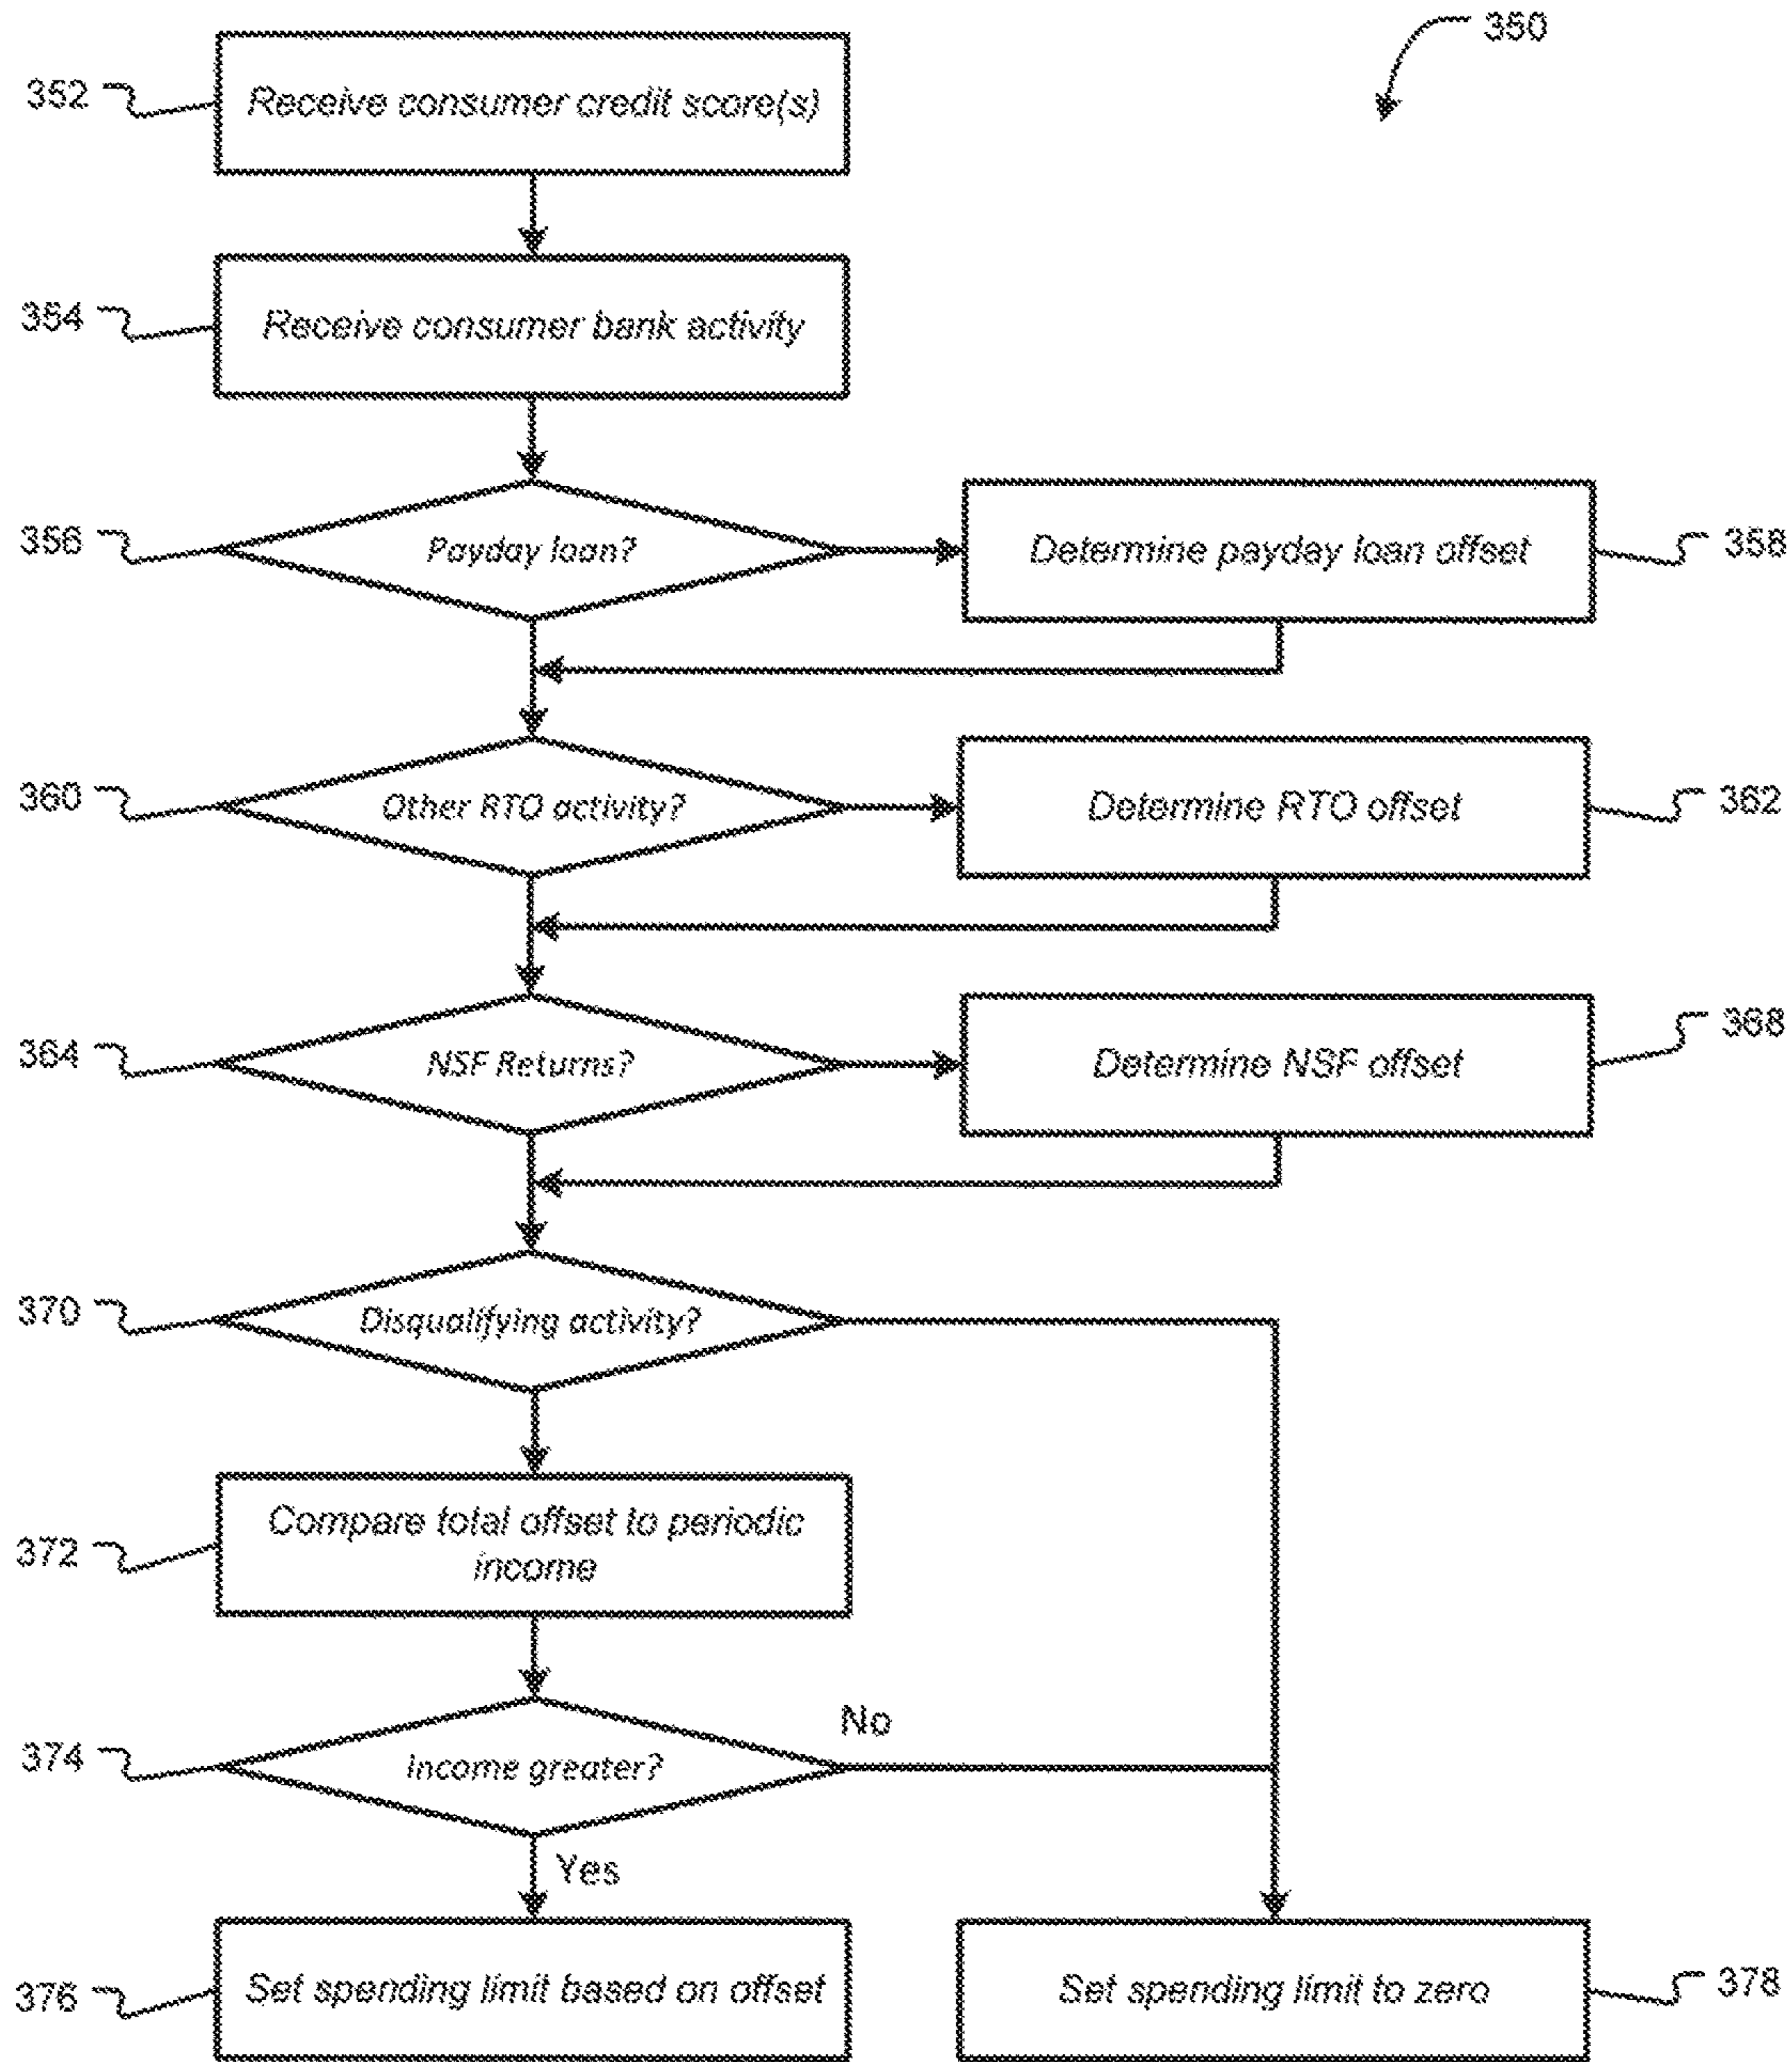 350
352
Receive consumer credit score(s)
354
Receive consumer bank activity
356
Payday loan?
Determine payday loan offset
358
360
Other RTO activity?
Determine RTO offset
362
364
NSF Returns?
Determine NSF offset
368
370
Disqualifying activity?
372
Compare total offset to periodic
income
374
Income greater?
No
Yes
376
Set spending limit based on offset
Set spending limit to zero
378